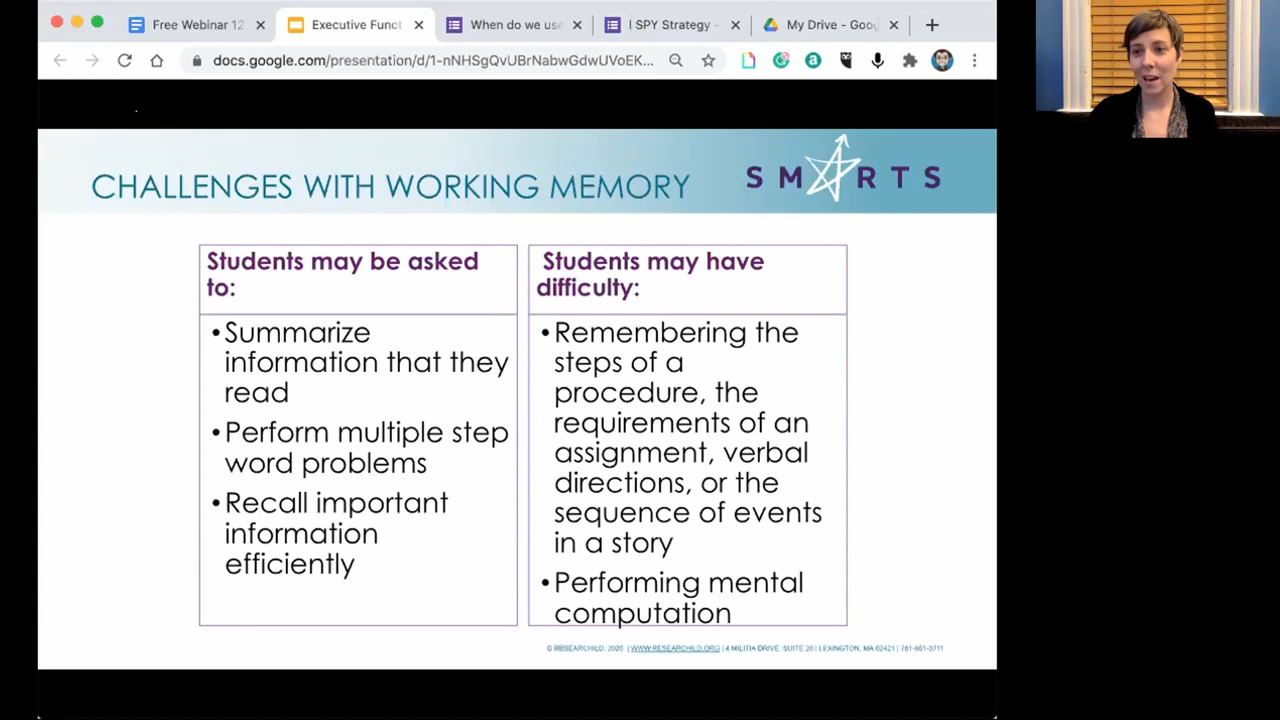 Free Webinar 12
Executive Funct
When do we use
I SPY Strategy -
My Drive - Goo
docs.google.com/presentation/d/1-nNHSgQvUBrNabwGdwUVoEK...
CHALLENGES WITH WORKING MEMORY
SMARTS
Students may be asked
to:
•Summarize
information that they
read
•Perform multiple step
word problems
•Recall important
information
efficiently
Students may have
difficulty:
•Remembering the
steps of a
procedure, the
requirements of an
assignment, verbal
directions, or the
sequence of events
in a story
•Performing mental
computation
© RESEARCHILD, 2020 | WWW.RESEARCHILD.ORG | 4 MILITIA DRIVE, SUITE 20 | LEXINGTON, MA 02421 | 781-861-3711